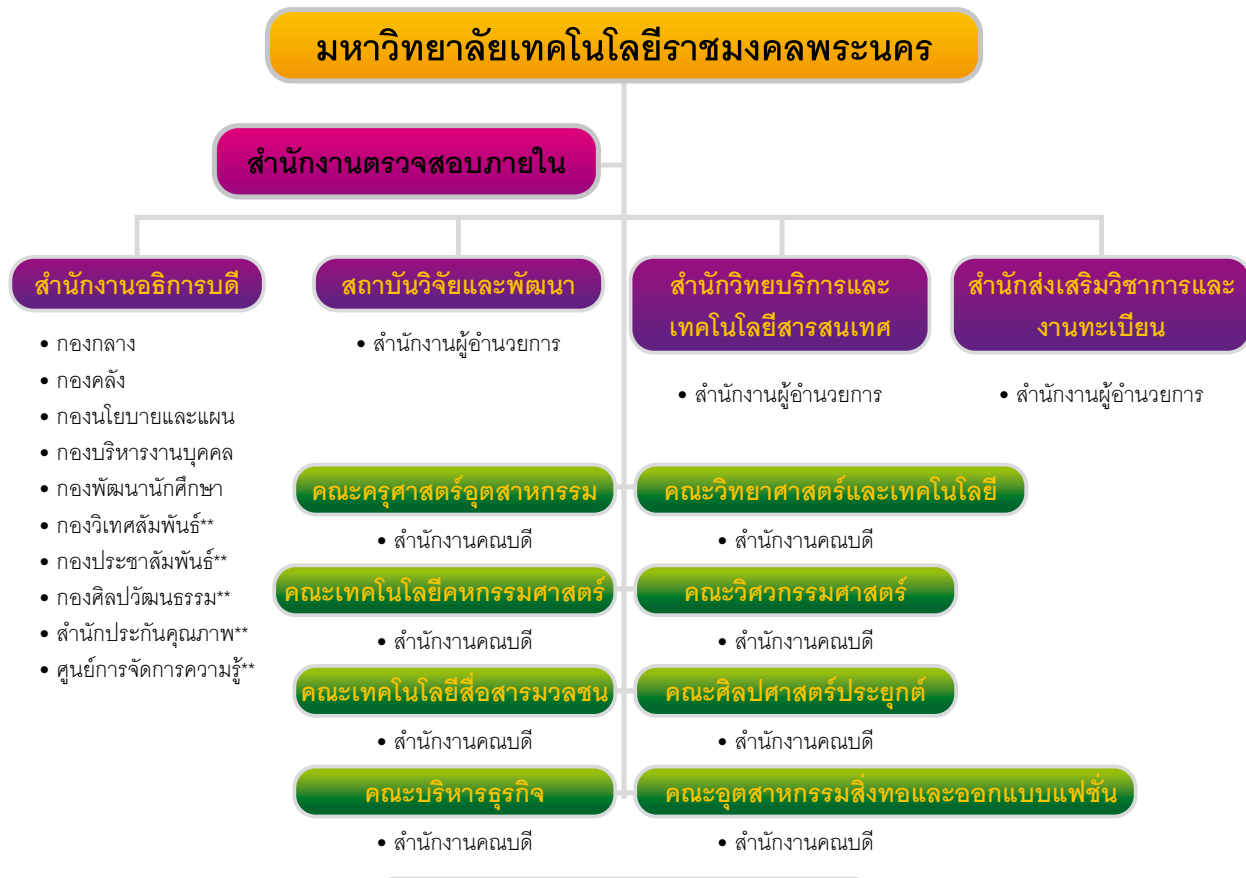 มหาวิทยาลัยเทคโนโลยีราชมงคลพระนคร
สำนักงานตรวจสอบภายใน
สำนักงานอธิการบดี
• กองกลาง
• กองคลัง
• กองนโยบายและแผน
• กองบริหารงานบุคคล
• กองพัฒนานักศึกษา
• กองวิเทศสัมพันธ์**
• กองประชาสัมพันธ์**
• กองศิลปวัฒนธรรม**
• สำนักประกันคุณภาพ**
• ศูนย์การจัดการความรู้**
สถาบันวิจัยและพัฒนา
• สำนักงานผู้อำนวยการ
สำนักวิทยบริการและ
เทคโนโลยีสารสนเทศ
• สำนักงานผู้อำนวยการ
สำนักส่งเสริมวิชาการและ
งานทะเบียน
• สำนักงานผู้อำนวยการ
คณะครุศาสตร์อุตสาหกรรม
• สำนักงานคณบดี
คณะวิทยาศาสตร์และเทคโนโลยี
• สำนักงานคณบดี
คณะเทคโนโลยีคหกรรมศาสตร์
• สำนักงานคณบดี
คณะวิศวกรรมศาสตร์
• สำนักงานคณบดี
คณะเทคโนโลยีสื่อสารมวลชน
• สำนักงานคณบดี
คณะศิลปศาสตร์ประยุกต์
• สำนักงานคณบดี
คณะบริหารธุรกิจ
• สำนักงานคณบดี
คณะอุตสาหกรรมสิ่งทอและออกแบบแฟชั่น
• สำนักงานคณบดี